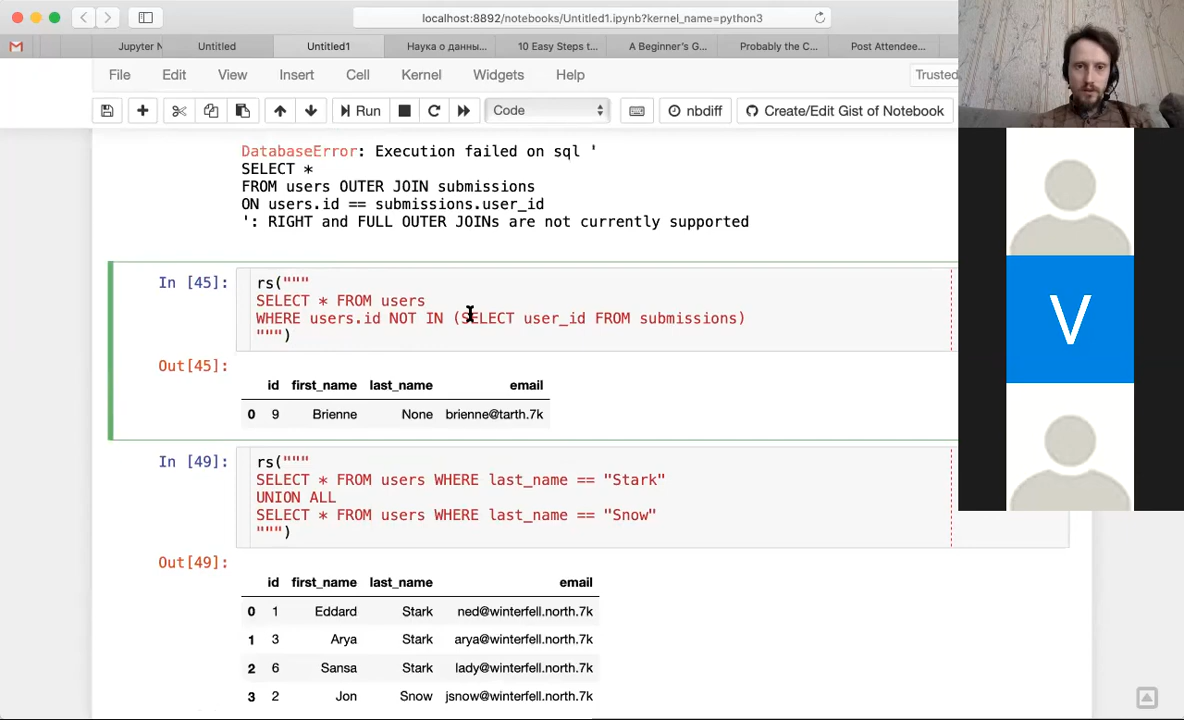 localhost:8892/notebooks/Untitled1.ipynb?kernel_name=python3
Jupyter N
Untitled
Untitled1
Наука о данны...
10 Easy Steps t...
A Beginner's G...
Probably the C...
Post Attendee...
File Edit View Insert Cell Kernel Widgets Help
Trusted
Run
Code
nbdiff
Create/Edit Gist of Notebook
DatabaseError: Execution failed on sql '
SELECT *
FROM users OUTER JOIN submissions
ON users.id == submissions.user_id
': RIGHT and FULL OUTER JOINs are not currently supported
In [45]:
rs("""
SELECT * FROM users
WHERE users.id NOT IN (SELECT user_id FROM submissions)
""")
Out[45]:
id first_name last_name email
0 9 Brienne None brienne@tarth.7k
In [49]:
rs("""
SELECT * FROM users WHERE last_name == "Stark"
UNION ALL
SELECT * FROM users WHERE last_name == "Snow"
""")
Out[49]:
id first_name last_name email
0 1 Eddard Stark ned@winterfell.north.7k
1 3 Arya Stark arya@winterfell.north.7k
2 6 Sansa Stark lady@winterfell.north.7k
3 2 Jon Snow jsnow@winterfell.north.7k
V